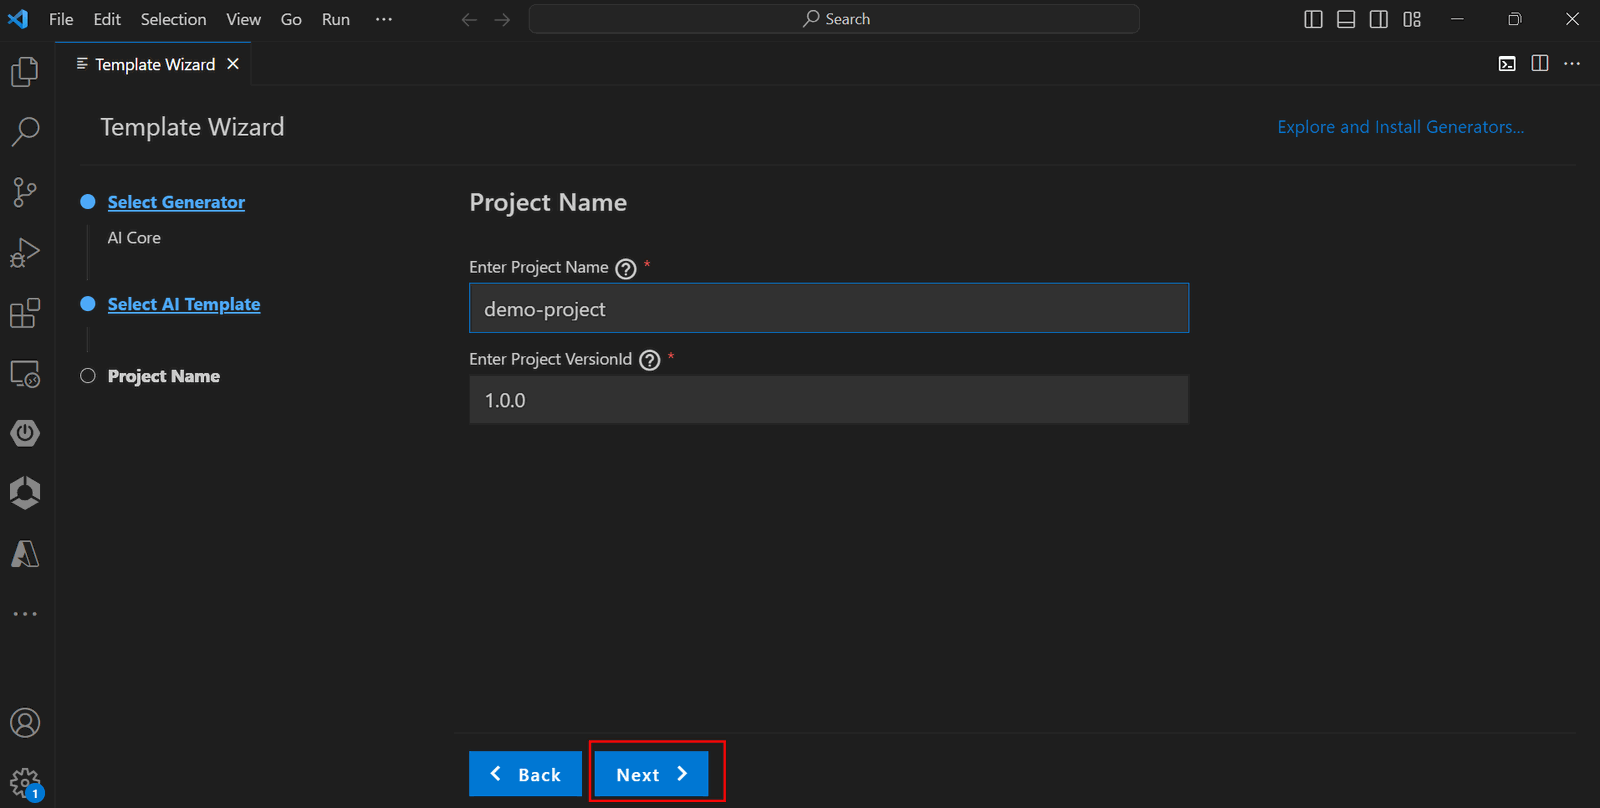 File Edit Selection View Go Run ···
Search
Template Wizard
Template Wizard
Explore and Install Generators...
Select Generator
AI Core
Select AI Template
Project Name
Project Name
Enter Project Name ? *
demo-project
Enter Project VersionId ? *
1.0.0
Back
Next
1